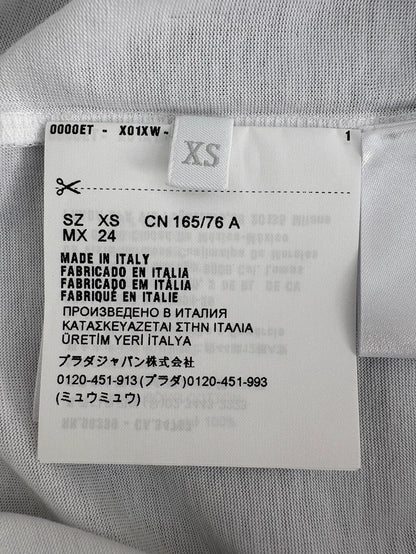 0000ET - X01XW-
1
XS
SZ XS CN 165/76 A
MX 24
MADE IN ITALY
FABRICADO EN ITALIA
FABRICADO EM ITÁLIA
FABRIQUÉ EN ITALIE
ПРОИЗВЕДЕНО В ИТАЛИЯ
ΚΑΤΑΣΚΕΥΑΖΕΤΑΙ ΣΤΗΝ ΙΤΑΛΙΑ
ÜRETİM YERİ İTALYA
プラダジャパン株式会社
0120-451-913(プラダ)0120-451-993
(ミュウミュウ)